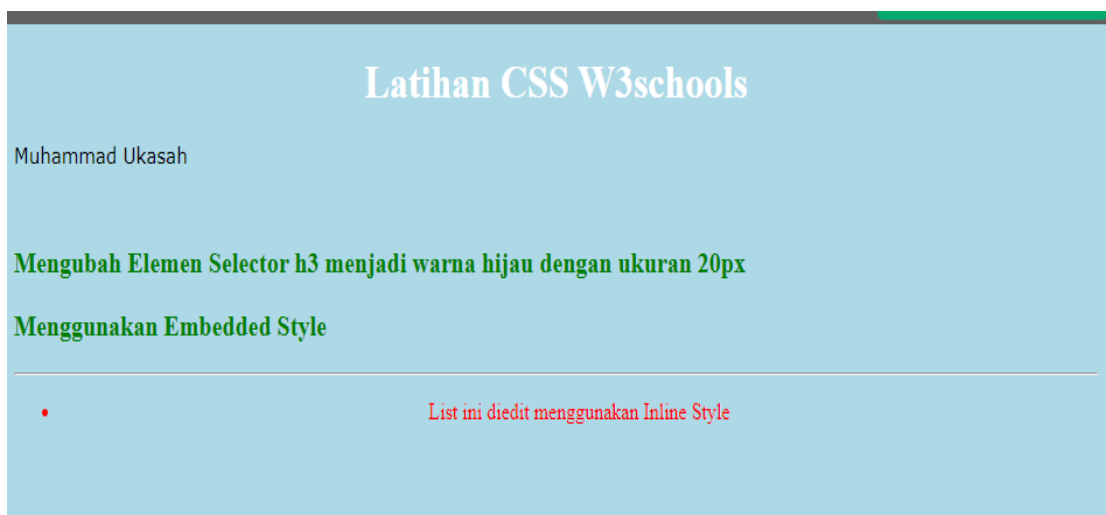 Latihan CSS W3schools
Muhammad Ukasah
Mengubah Elemen Selector h3 menjadi warna hijau dengan ukuran 20px
Menggunakan Embedded Style
• List ini diedit menggunakan Inline Style